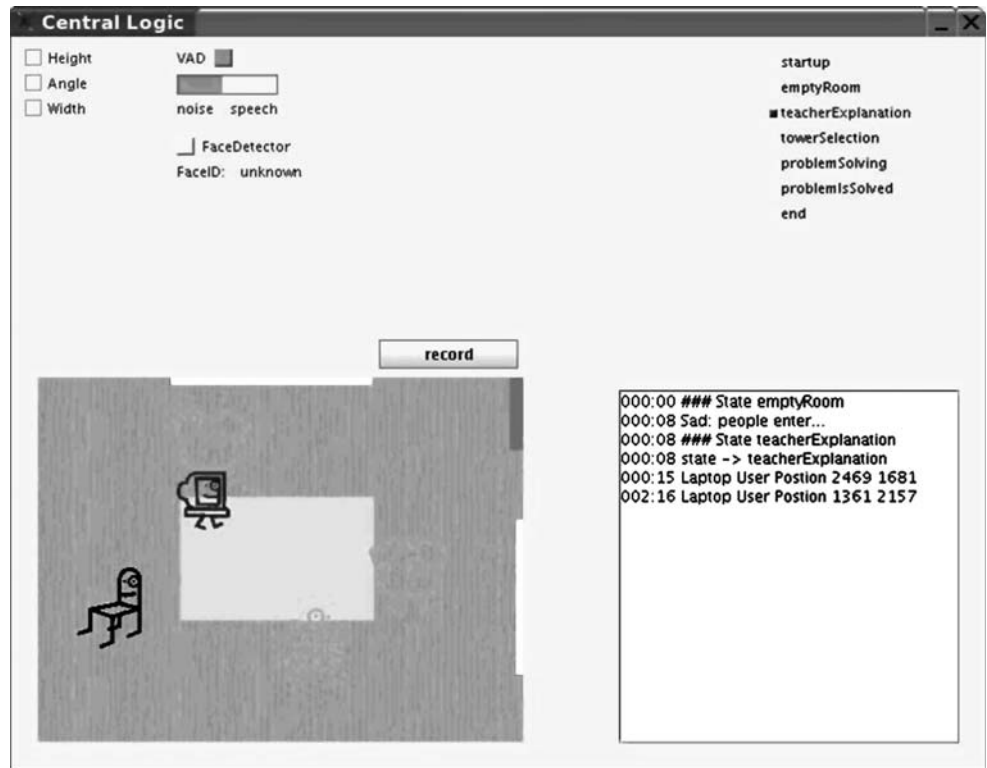 Central Logic
Height
Angle
Width
VAD
noise speech
FaceDetector
FaceID: unknown
startup
emptyRoom
teacherExplanation
towerSelection
problemSolving
problemIsSolved
end
record
000:00 ### State emptyRoom
000:08 Sad: people enter...
000:08 ### State teacherExplanation
000:08 state -> teacherExplanation
000:15 Laptop User Postion 2469 1681
002:16 Laptop User Postion 1361 2157